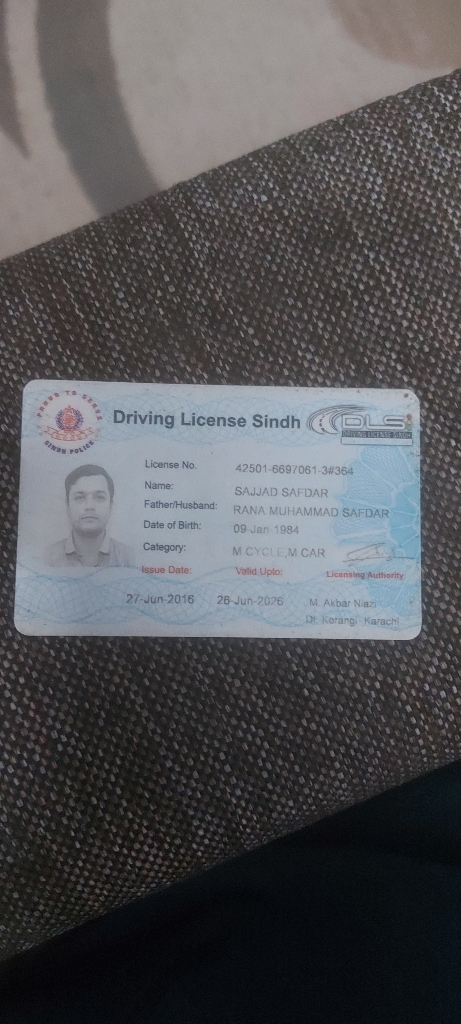 PROUD TO SERVE
SINDH POLICE
Driving License Sindh
DLS
DRIVING LICENSE SINDH
License No. 42501-6697061-3#364
Name: SAJJAD SAFDAR
Father/Husband: RANA MUHAMMAD SAFDAR
Date of Birth: 09-Jan-1984
Category: M CYCLE,M CAR
Issue Date: Valid Upto: Licensing Authority
27-Jun-2016 26-Jun-2026 M. Akbar Niazi
DL Korangi Karachi